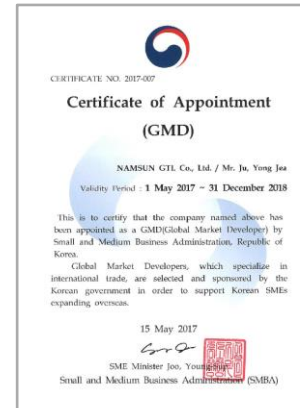 CERTIFICATE NO. 2017-007
Certificate of Appointment
(GMD)
NAMSUN GTL Co., Ltd. / Mr. Ju, Yong Jea
Validity Period : 1 May 2017 ~ 31 December 2018
This is to certify that the company named above has
been appointed as a GMD(Global Market Developer) by
Small and Medium Business Administration, Republic of
Korea.
Global Market Developers, which specialize in
international trade, are selected and sponsored by the
Korean government in order to support Korean SMEs
expanding overseas.
15 May 2017
SME Minister Joo, Young
Small and Medium Business Administration (SMBA)